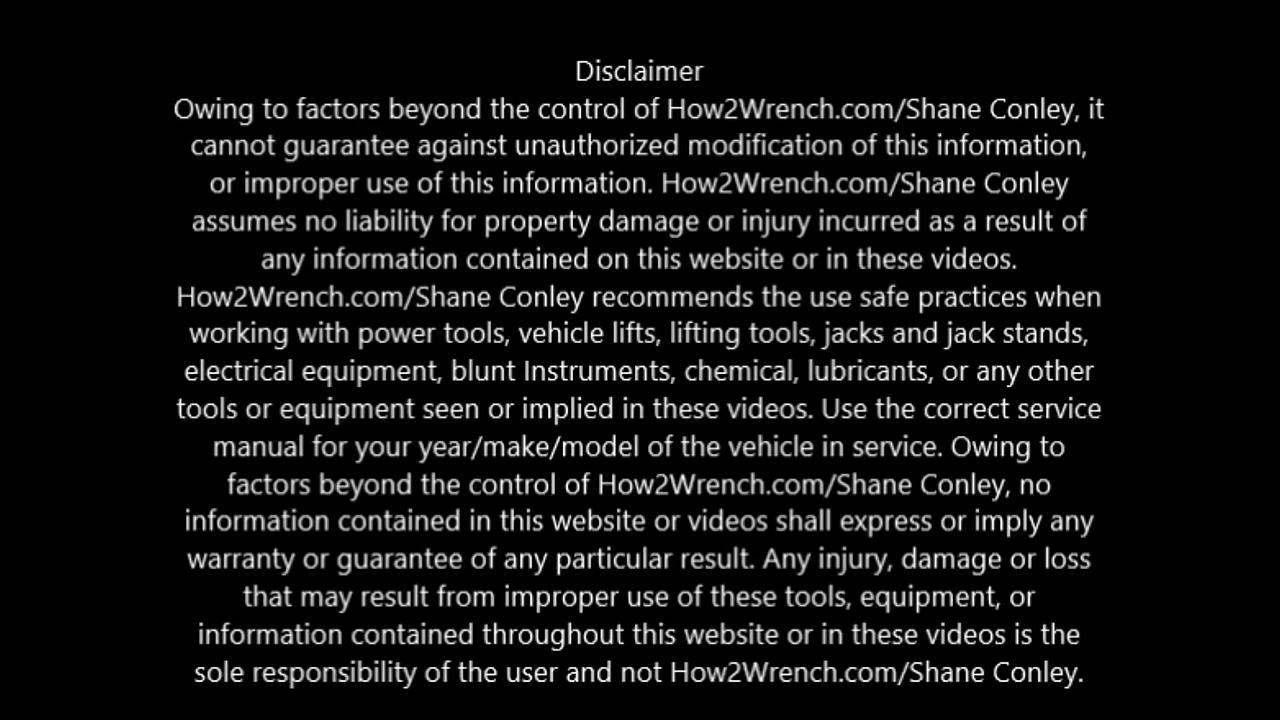 Disclaimer
Owing to factors beyond the control of How2Wrench.com/Shane Conley, it
cannot guarantee against unauthorized modification of this information,
or improper use of this information. How2Wrench.com/Shane Conley
assumes no liability for property damage or injury incurred as a result of
any information contained on this website or in these videos.
How2Wrench.com/Shane Conley recommends the use safe practices when
working with power tools, vehicle lifts, lifting tools, jacks and jack stands,
electrical equipment, blunt Instruments, chemical, lubricants, or any other
tools or equipment seen or implied in these videos. Use the correct service
manual for your year/make/model of the vehicle in service. Owing to
factors beyond the control of How2Wrench.com/Shane Conley, no
information contained in this website or videos shall express or imply any
warranty or guarantee of any particular result. Any injury, damage or loss
that may result from improper use of these tools, equipment, or
information contained throughout this website or in these videos is the
sole responsibility of the user and not How2Wrench.com/Shane Conley.